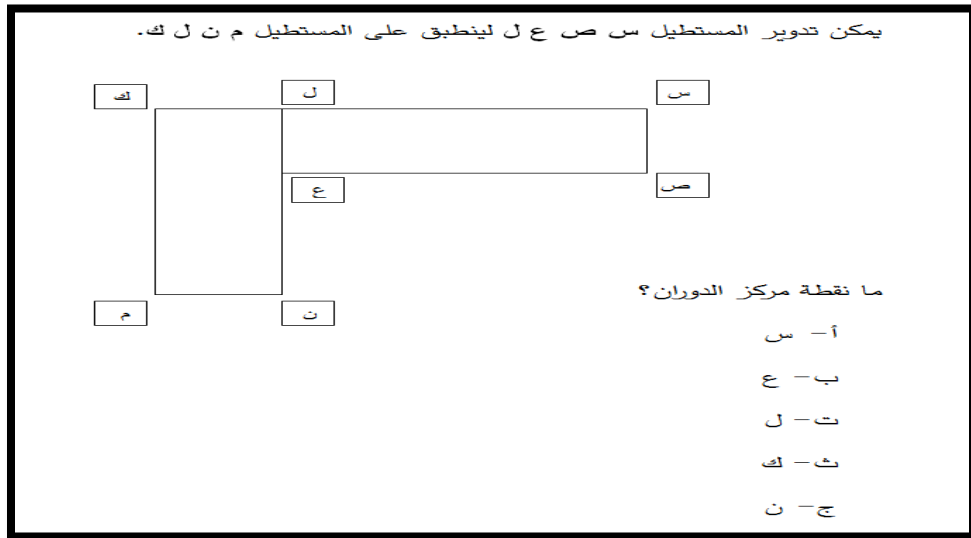 يمكن تدوير المستطيل س ص ع ل لينطبق على المستطيل م ن ل ك.
س
ل
ك
ص
ع
ن
م
ما نقطة مركز الدوران؟
أ- س
ب- ع
ت- ل
ث- ك
ج- ن